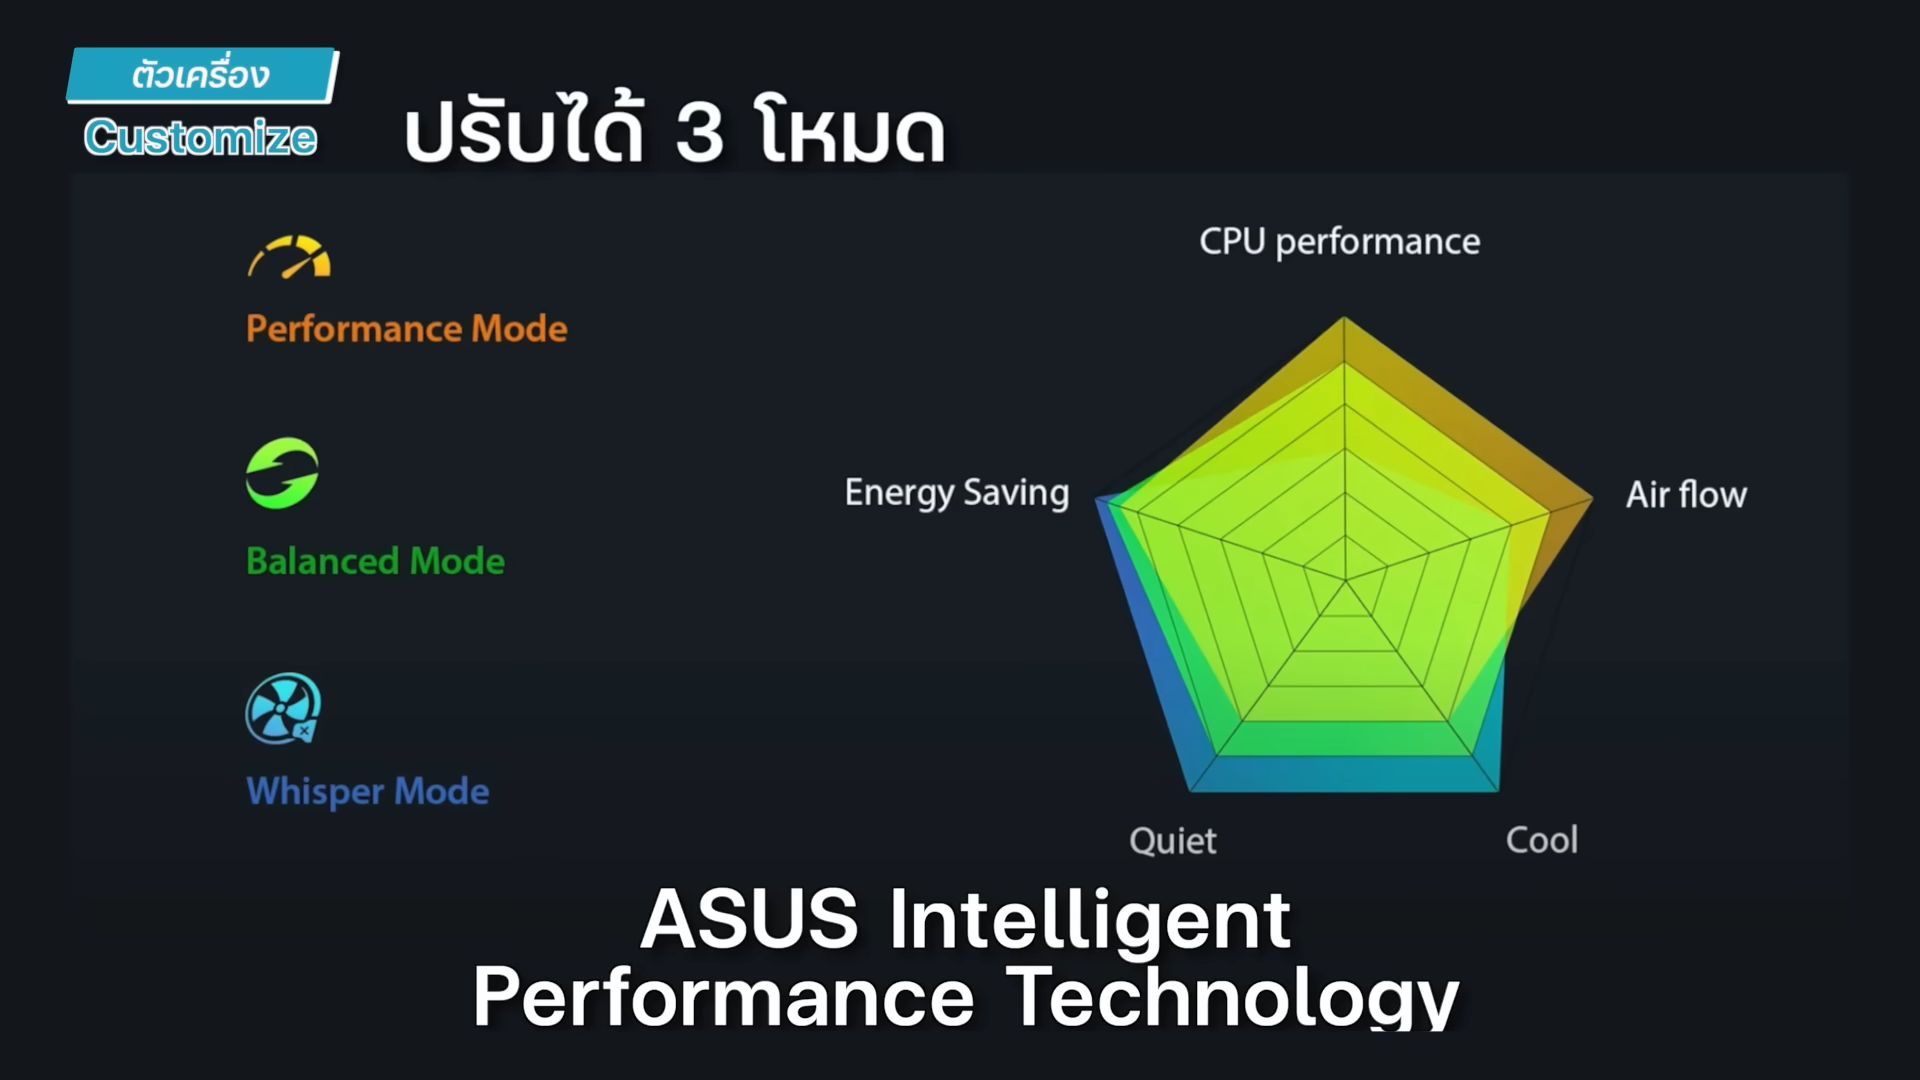 ตัวเครื่อง
Customize
ปรับได้ 3 โหมด
Performance Mode
Balanced Mode
Whisper Mode
CPU performance
Energy Saving
Air flow
Quiet
Cool
ASUS Intelligent
Performance Technology